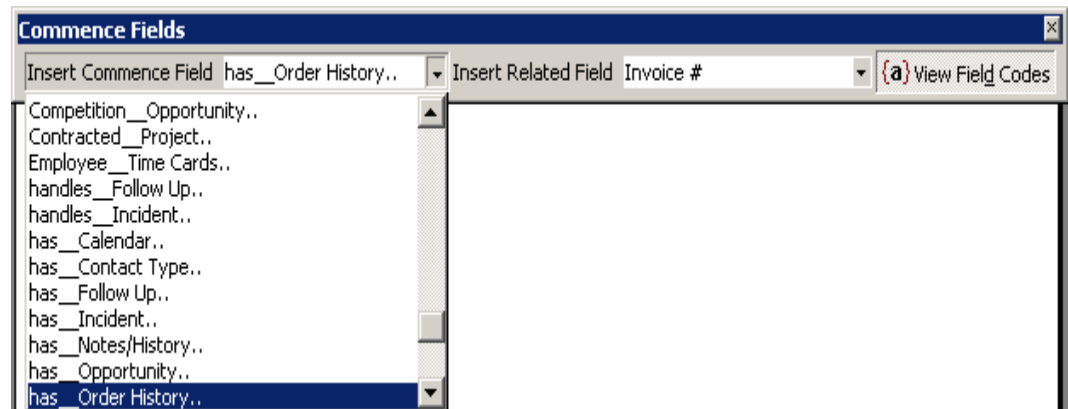 Commence Fields
Insert Commence Field has__Order History.. Insert Related Field Invoice # {a} View Field Codes
Competition__Opportunity..
Contracted__Project..
Employee__Time Cards..
handles__Follow Up..
handles__Incident..
has__Calendar..
has__Contact Type..
has__Follow Up..
has__Incident..
has__Notes/History..
has__Opportunity..
has__Order History..